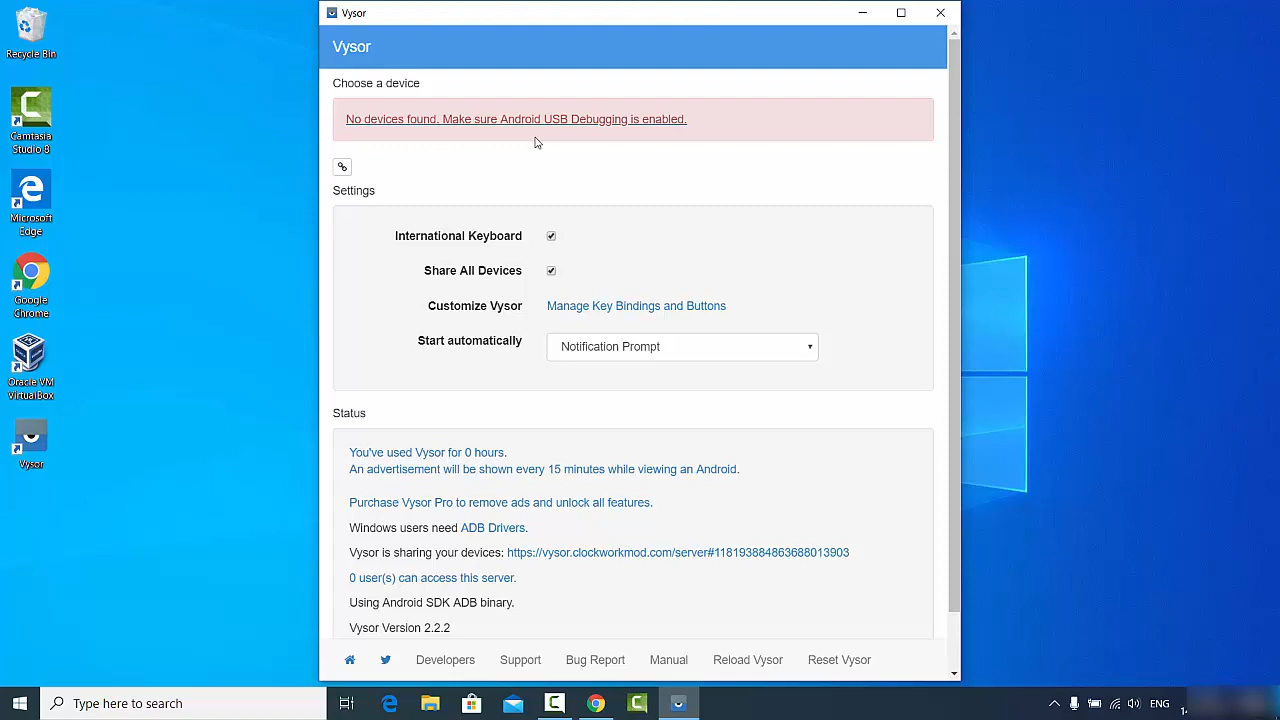 Recycle Bin
Camtasia
Studio 8
Microsoft
Edge
Google
Chrome
Oracle VM
VirtualBox
Vysor
Vysor
Vysor
Choose a device
No devices found. Make sure Android USB Debugging is enabled.
Settings
International Keyboard
Share All Devices
Customize Vysor Manage Key Bindings and Buttons
Start automatically Notification Prompt
Status
You've used Vysor for 0 hours.
An advertisement will be shown every 15 minutes while viewing an Android.
Purchase Vysor Pro to remove ads and unlock all features.
Windows users need ADB Drivers.
Vysor is sharing your devices: https://vysor.clockworkmod.com/server#118193884863688013903
0 user(s) can access this server.
Using Android SDK ADB binary.
Vysor Version 2.2.2
Developers Support Bug Report Manual Reload Vysor Reset Vysor
Type here to search
ENG